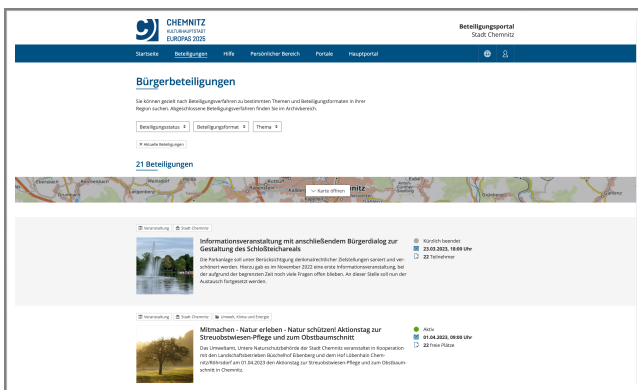 CHEMNITZ
KULTURHAUPTSTADT
EUROPAS 2025
Beteiligungsportal
Stadt Chemnitz
Startseite Beteiligungen Hilfe Persönlicher Bereich Portale Hauptportal
Bürgerbeteiligungen
Sie können gezielt nach Beteiligungsverfahren zu bestimmten Themen und Beteiligungsformaten in Ihrer
Region suchen. Abgeschlossene Beteiligungsverfahren finden Sie im Archivbereich.
Beteiligungsstatus Beteiligungsformat Thema
Aktuelle Beteiligungen
21 Beteiligungen
Karte öffnen
Veranstaltung Stadt Chemnitz
Informationsveranstaltung mit anschließendem Bürgerdialog zur
Gestaltung des Schloßteichareals
Die Parkanlage soll unter Berücksichtigung denkmalrechtlicher Zielstellungen saniert und ver-
schönert werden. Hierzu gab es im November 2022 eine erste Informationsveranstaltung, bei
der aufgrund der begrenzten Zeit noch viele Fragen offen blieben. An dieser Stelle soll nun der
Austausch fortgesetzt werden.
Kürzlich beendet
23.03.2023, 18:00 Uhr
22 Teilnehmer
Veranstaltung Stadt Chemnitz Umwelt, Klima und Energie
Mitmachen - Natur erleben - Natur schützen! Aktionstag zur
Streuobstwiesen-Pflege und zum Obstbaumschnitt
Das Umweltamt, Untere Naturschutzbehörde der Stadt Chemnitz veranstaltet in Kooperation
mit den Landschaftsbetrieben Büschelhof Eibenberg und dem Hof Löbenhain Chem-
nitz/Röhrsdorf am 01.04.2023 den Aktionstag zur Streuobstwiesen-Pflege und zum Obstbaum-
schnitt in Chemnitz.
Aktiv
01.04.2023, 09:00 Uhr
22 freie Plätze